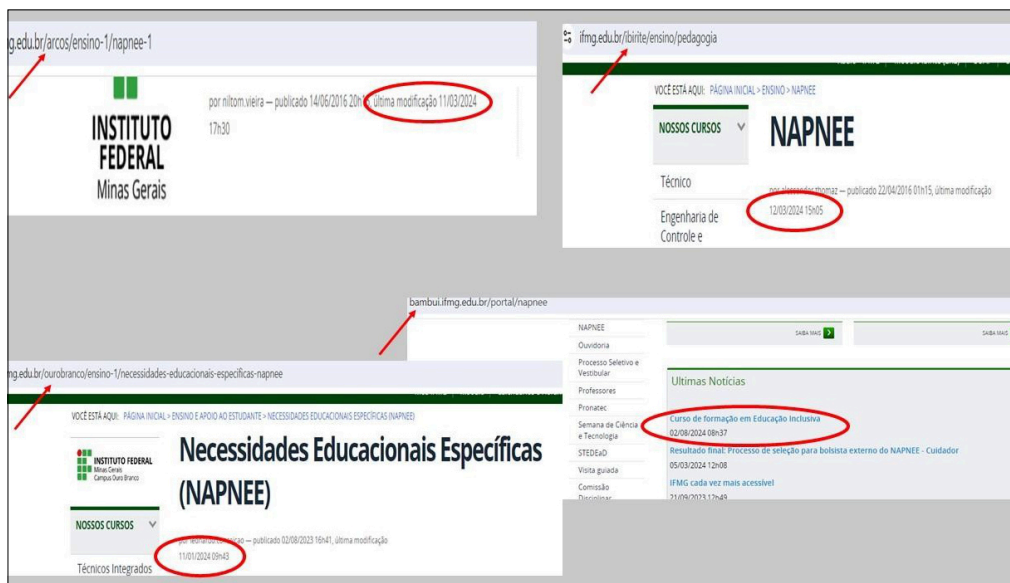 ng.edu.br/arcos/ensino-1/napnee-1
INSTITUTO
FEDERAL
Minas Gerais
por niltom.vieira — publicado 14/06/2016 última modificação 11/03/2024
17h30
ifmg.edu.br/ibirite/ensino/pedagogia
VOCÊ ESTÁ AQUI: PÁGINA INICIAL > ENSINO > NAPNEE
NOSSOS CURSOS
NAPNEE
Técnico
Engenharia de
Controle e
thomaz — publicado 22/04/2016 01h15, última modificação
12/03/2024 15h05
bambui.ifmg.edu.br/portal/napnee
NAPNEE
Ouvidoria
Processo Seletivo e
Vestibular
Professores
Pronatec
Semana de Ciência
e Tecnologia
STEDEaD
Visita guiada
Comissão
Disciplinar
SAIBA MAIS
SAIBA MAIS
Ultimas Notícias
Curso de formação em Educação Inclusiva
02/08/2024 08h37
Resultado final: Processo de seleção para bolsista externo do NAPNEE - Cuidador
05/03/2024 12h08
IFMG cada vez mais acessível
21/09/2023 12h49
mg.edu.br/ourobranco/ensino-1/necessidades-educacionais-especificas-napnee
VOCÊ ESTÁ AQUI: PÁGINA INICIAL > ENSINO E APOIO AO ESTUDANTE > NECESSIDADES EDUCACIONAIS ESPECÍFICAS (NAPNEE)
INSTITUTO FEDERAL
Minas Gerais
Campus Ouro Branco
NOSSOS CURSOS
Técnicos Integrados
Necessidades Educacionais Específicas
(NAPNEE)
— publicado 02/08/2023 16h41, última modificação
11/01/2024 09h43